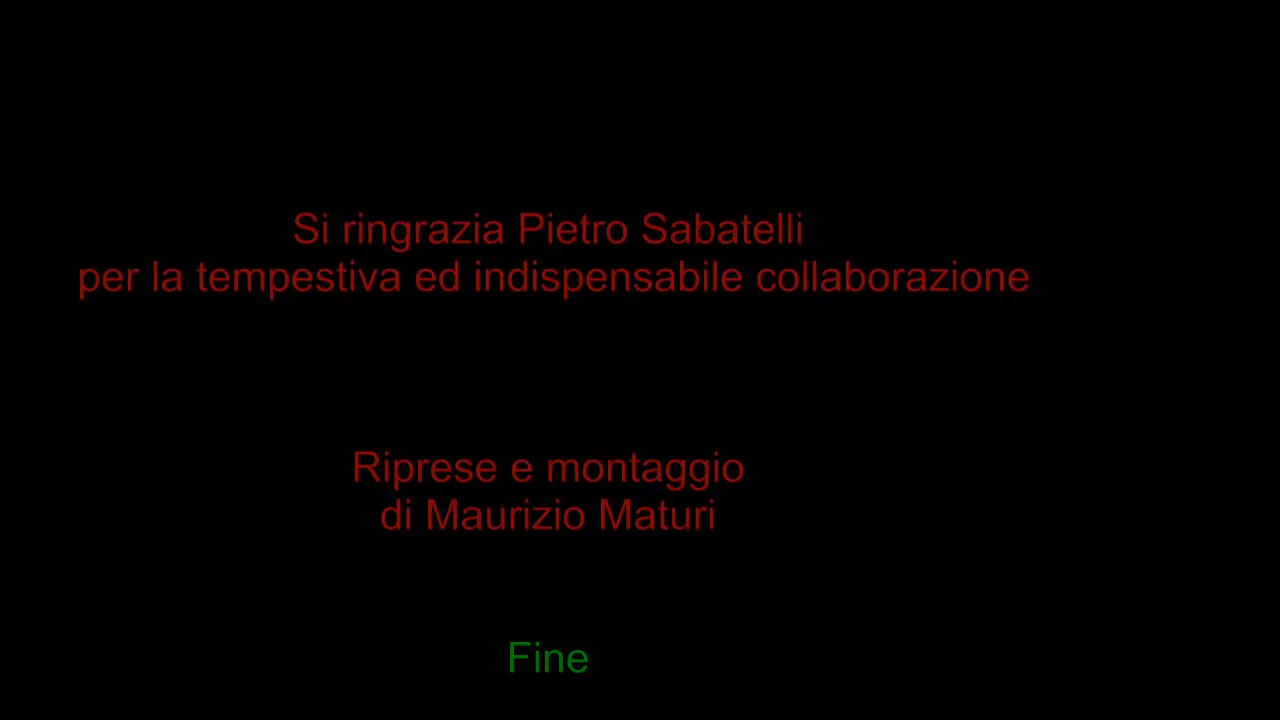 Si ringrazia Pietro Sabatelli
per la tempestiva ed indispensabile collaborazione
Riprese e montaggio
di Maurizio Maturi
Fine